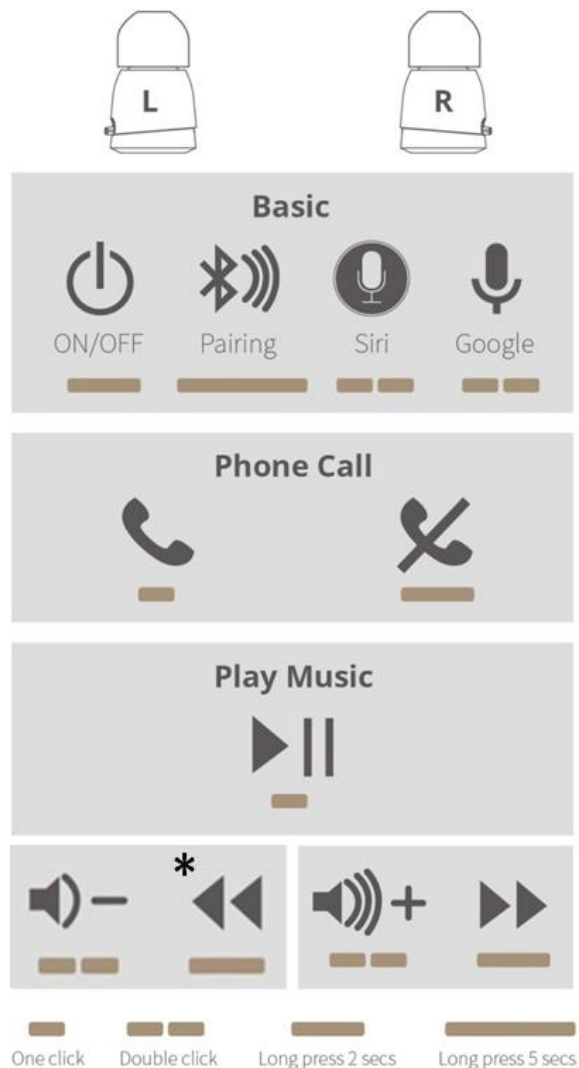 L R
Basic
ON/OFF Pairing Siri Google
Phone Call
Play Music
*
One click Double click Long press 2 secs Long press 5 secs